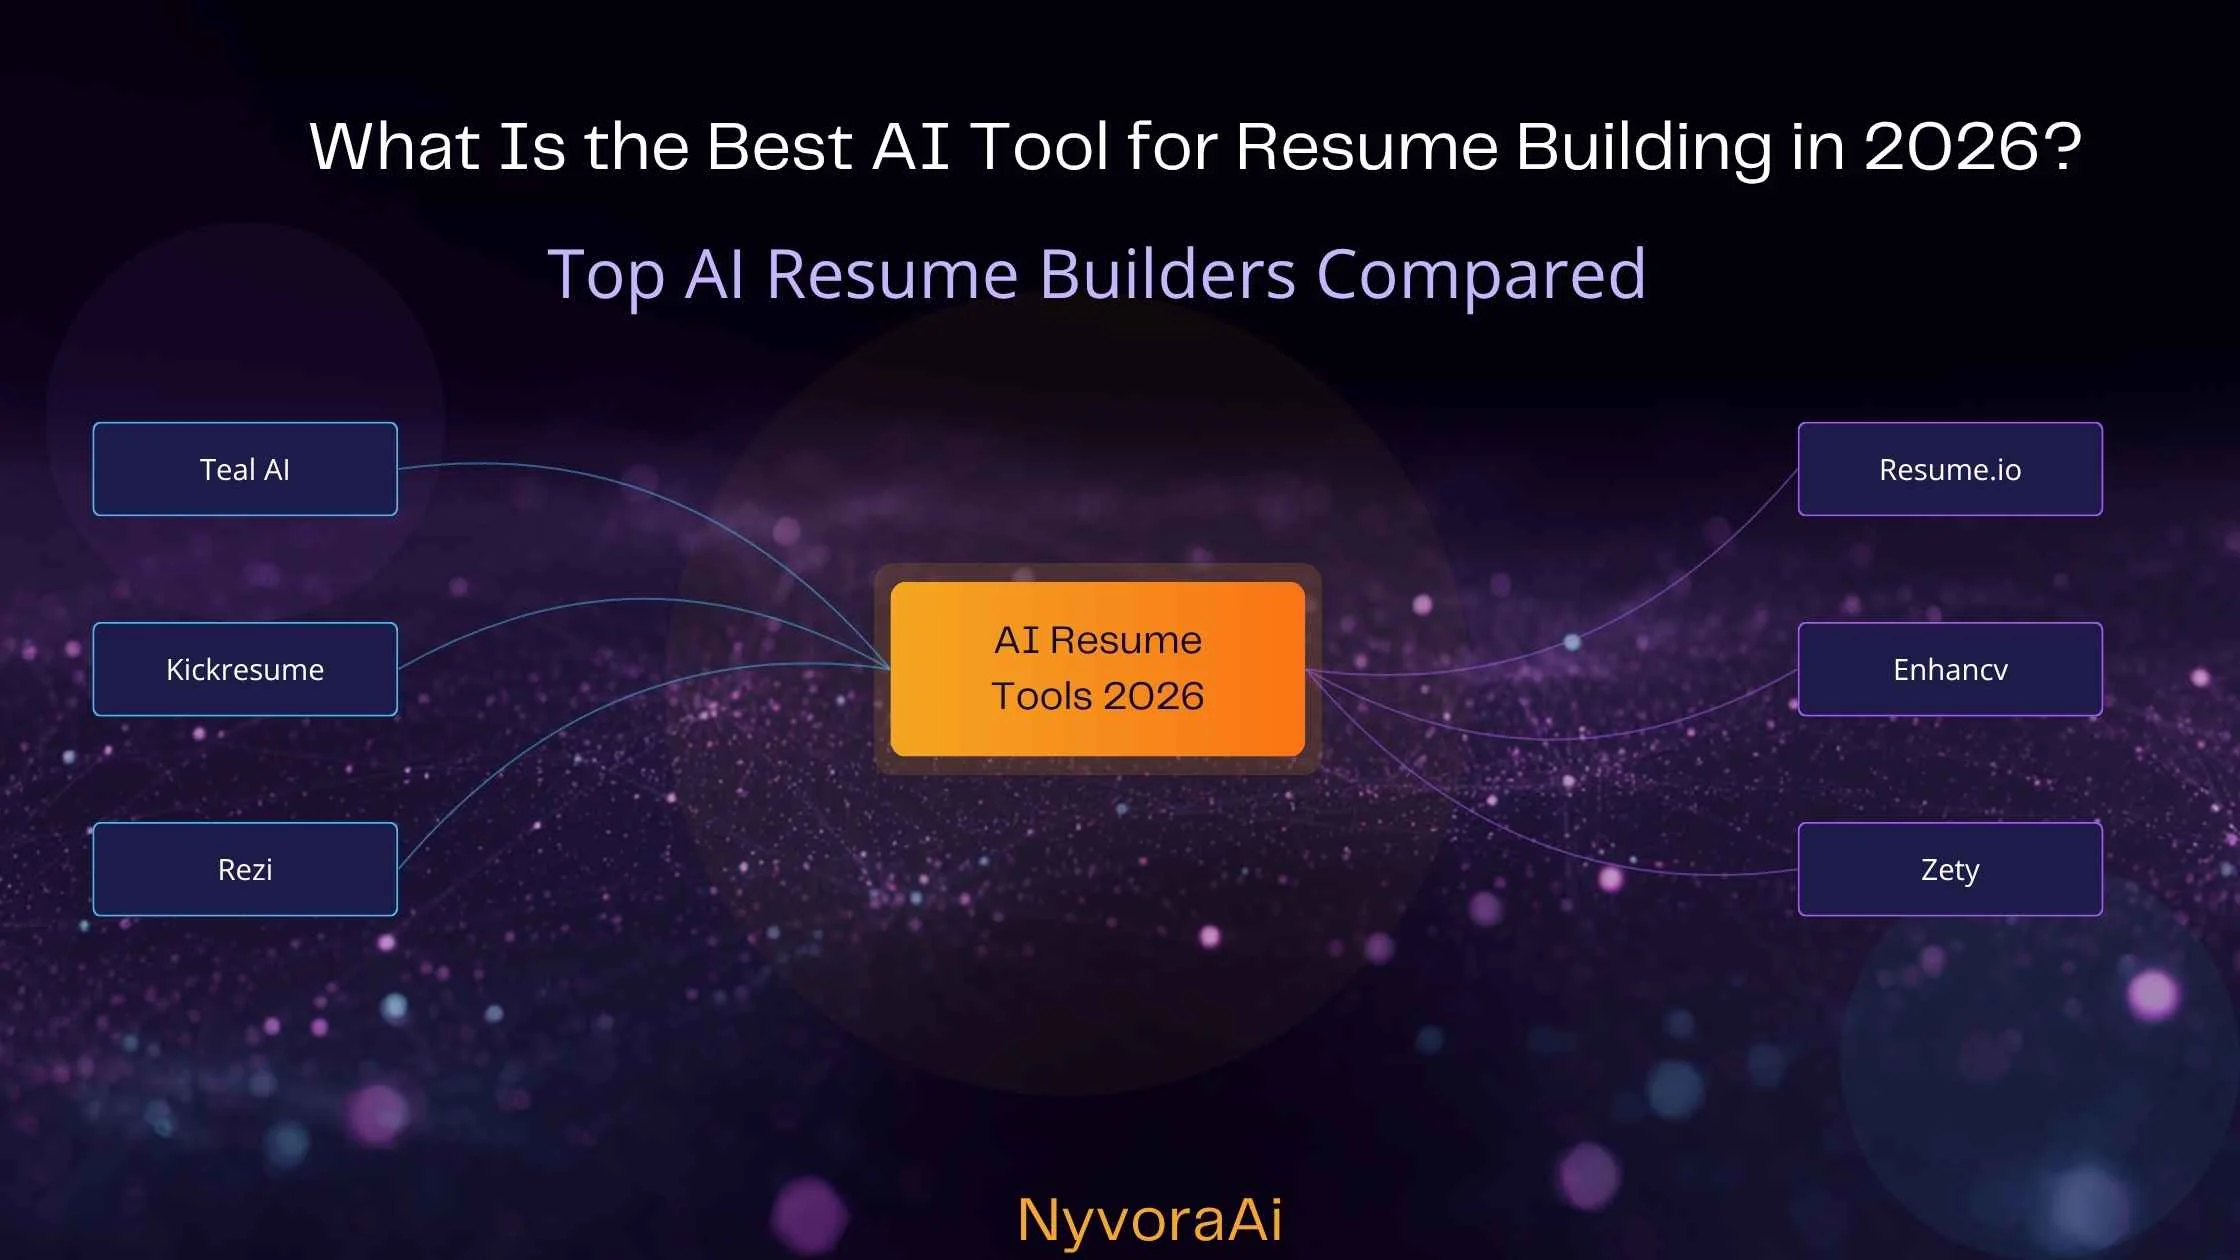 What Is the Best AI Tool for Resume Building in 2026?
Top AI Resume Builders Compared
Teal AI
Kickresume
Rezi
AI Resume
Tools 2026
Resume.io
Enhancv
Zety
NyvoraAi